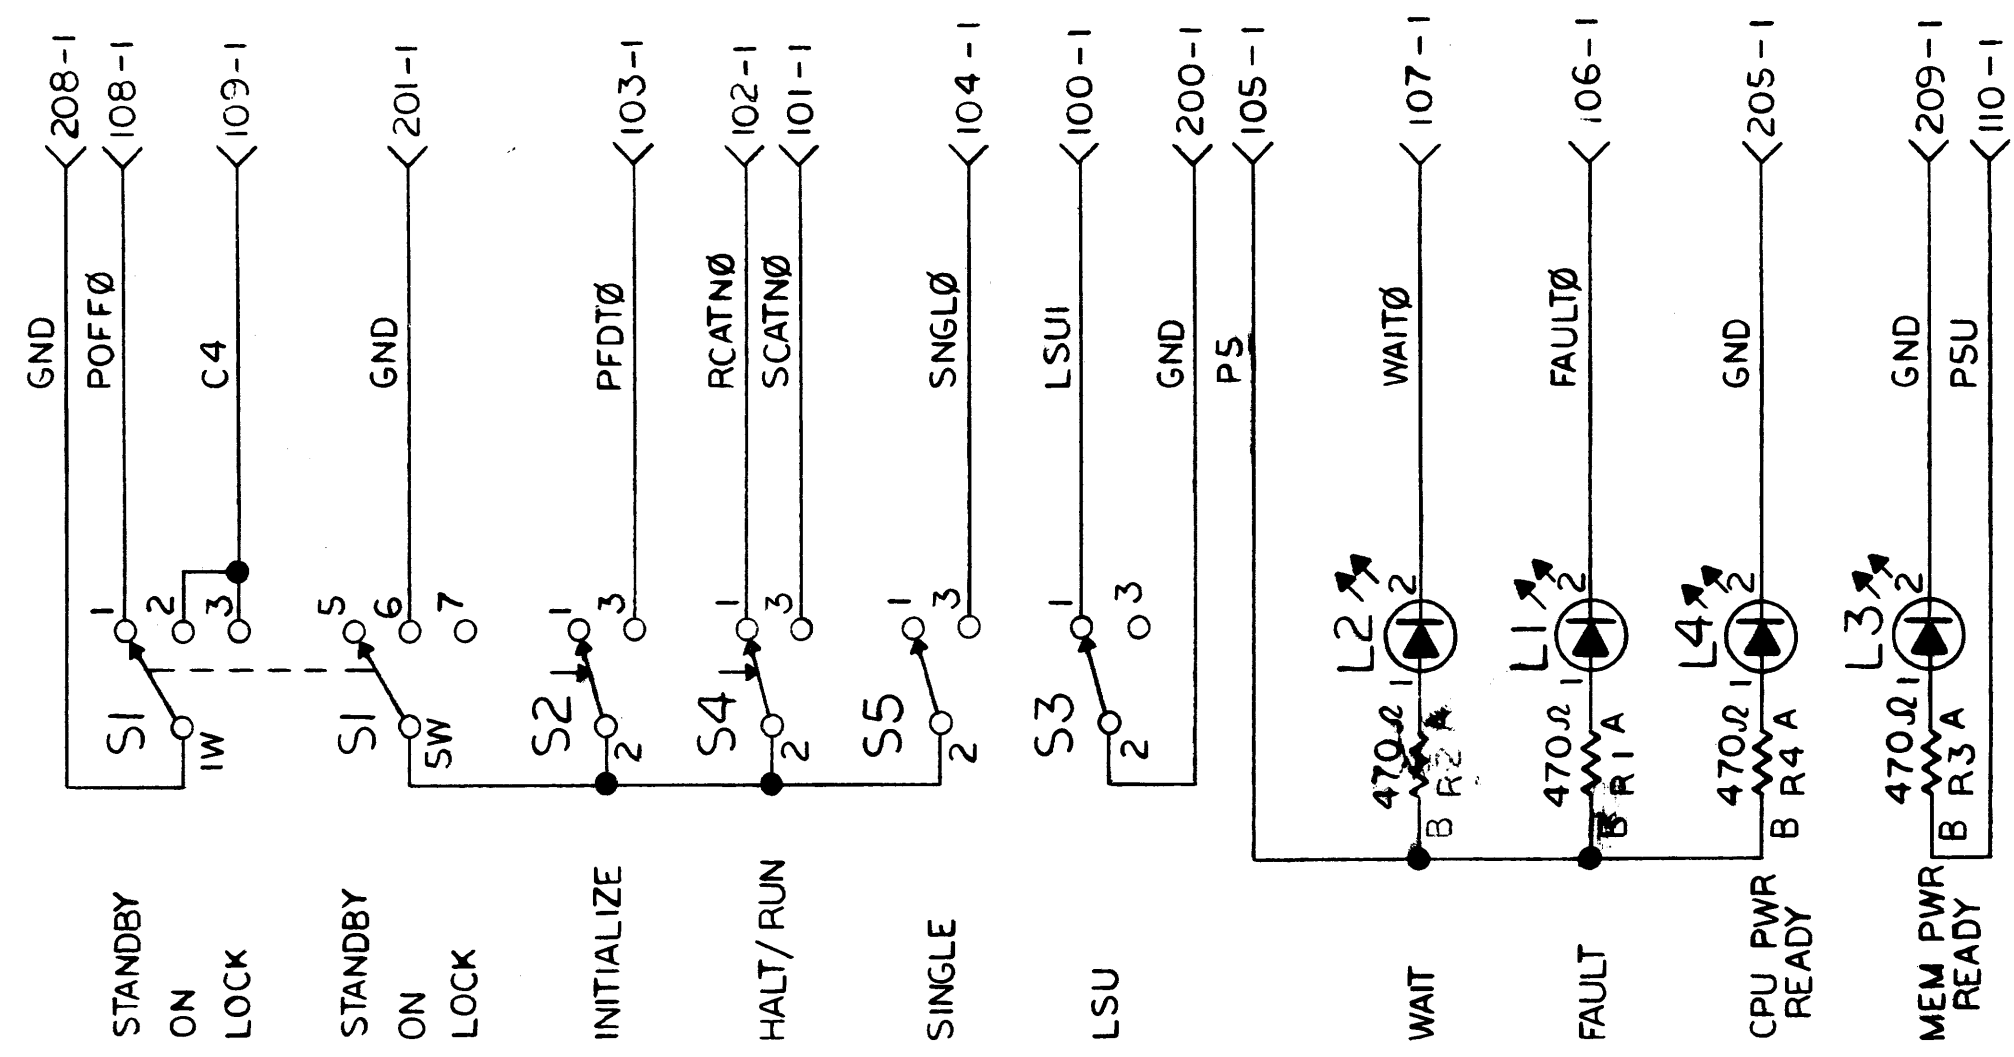 208-1
108-1
109-1
201-1
103-1
102-1
101-1
104-1
100-1
200-1
105-1
107-1
106-1
205-1
209-1
110-1
GND
POFFØ
C4
GND
PFDTØ
RCATNØ
SCATNØ
SNGLØ
LSU1
GND
P5
WAITØ
FAULTØ
GND
GND
P5U
1
2
3
S1
1W
5
6
7
S1
5W
1
3
S2
2
1
3
S4
2
1
3
S5
2
1
3
S3
2
L2
2
1
470Ω
A
R2
B
L1
2
1
470Ω
A
R1
B
L4
2
1
470Ω
A
R4
B
L3
2
1
470Ω
A
R3
B
STANDBY
ON
LOCK
STANDBY
ON
LOCK
INITIALIZE
HALT/RUN
SINGLE
LSU
WAIT
FAULT
CPU PWR
READY
MEM PWR
READY